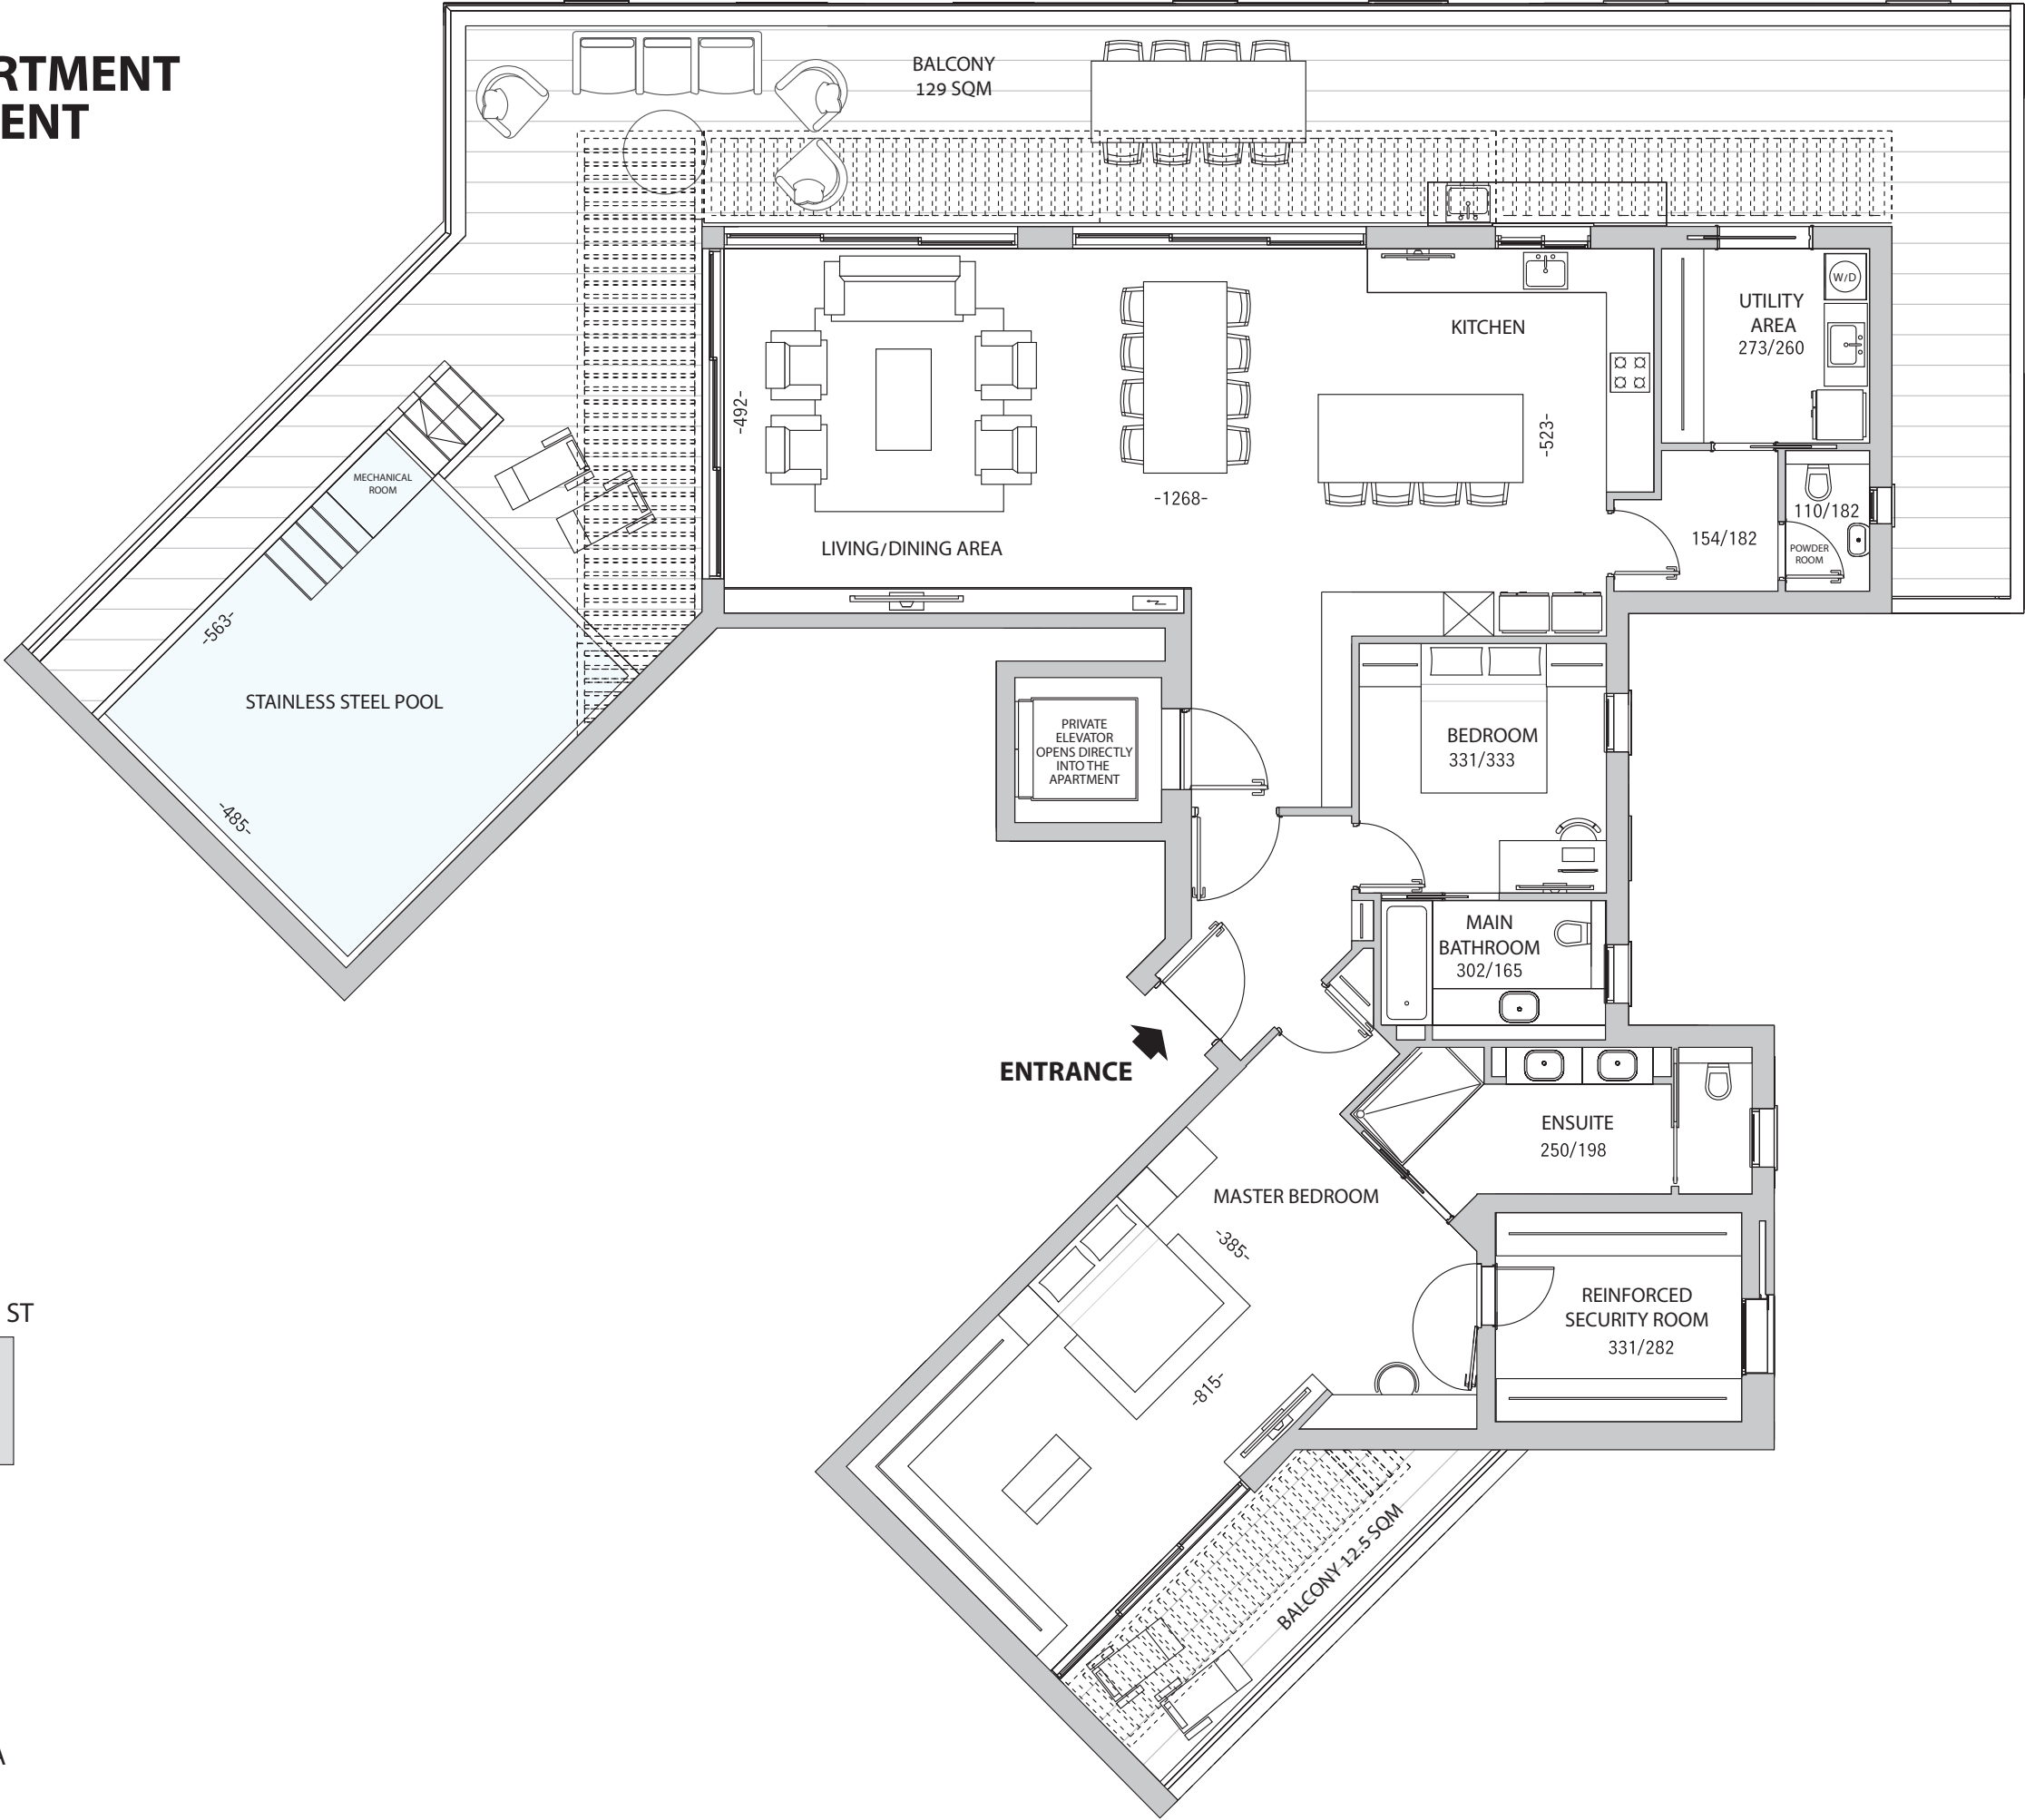 RTMENT
ENT
BALCONY
129 SQM
W/D
UTILITY
AREA
273/260
KITCHEN
-492-
-523-
MECHANICAL
ROOM
-1268-
110/182
154/182
POWDER
ROOM
LIVING/DINING AREA
-563-
STAINLESS STEEL POOL
-485-
PRIVATE
ELEVATOR
OPENS DIRECTLY
INTO THE
APARTMENT
BEDROOM
331/333
MAIN
BATHROOM
302/165
ENTRANCE
ENSUITE
250/198
MASTER BEDROOM
-385-
REINFORCED
SECURITY ROOM
331/282
-815-
BALCONY 12.5 SQM
ST
A